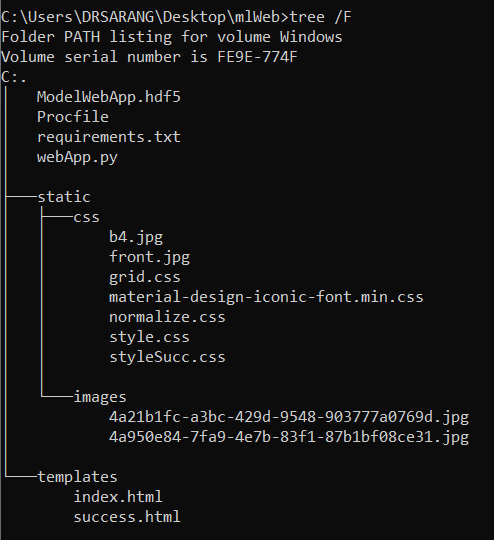 C:\Users\DRSARANG\Desktop\mlWeb>tree /F
Folder PATH listing for volume Windows
Volume serial number is FE9E-774F
C:.
│   ModelWebApp.hdf5
│   Procfile
│   requirements.txt
│   webApp.py
│
├───static
│   ├───css
│   │       b4.jpg
│   │       front.jpg
│   │       grid.css
│   │       material-design-iconic-font.min.css
│   │       normalize.css
│   │       style.css
│   │       styleSucc.css
│   │
│   └───images
│           4a21b1fc-a3bc-429d-9548-903777a0769d.jpg
│           4a950e84-7fa9-4e7b-83f1-87b1bf08ce31.jpg
│
└───templates
        index.html
        success.html